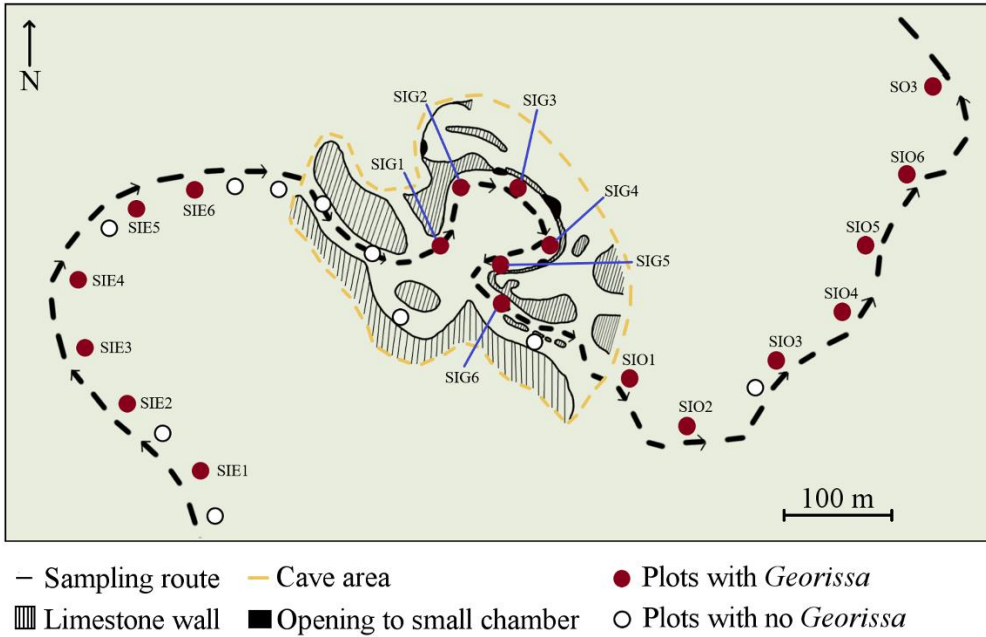 N
SO3
SIG2
SIG3
SIG1
SIO6
SIG4
SIE6
SIE5
SIO5
SIG5
SIE4
SIO4
SIE3
SIO3
SIG6
SIO1
SIE2
SIO2
SIE1
100 m
Sampling route
Cave area
Plots with Georissa
Limestone wall
Opening to small chamber
Plots with no Georissa